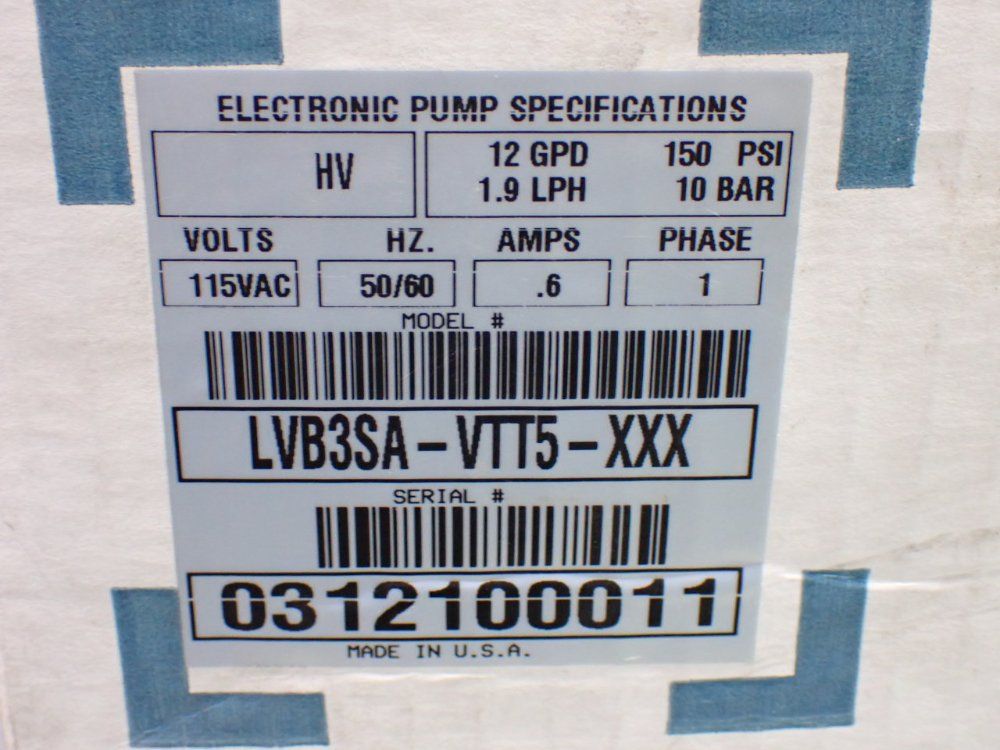 ELECTRONIC PUMP SPECIFICATIONS
HV
12 GPD 150 PSI
1.9 LPH 10 BAR
VOLTS HZ. AMPS PHASE
115VAC 50/60 .6 1
MODEL #
LVB3SA-VTT5-XXX
SERIAL #
0312100011
MADE IN U.S.A.